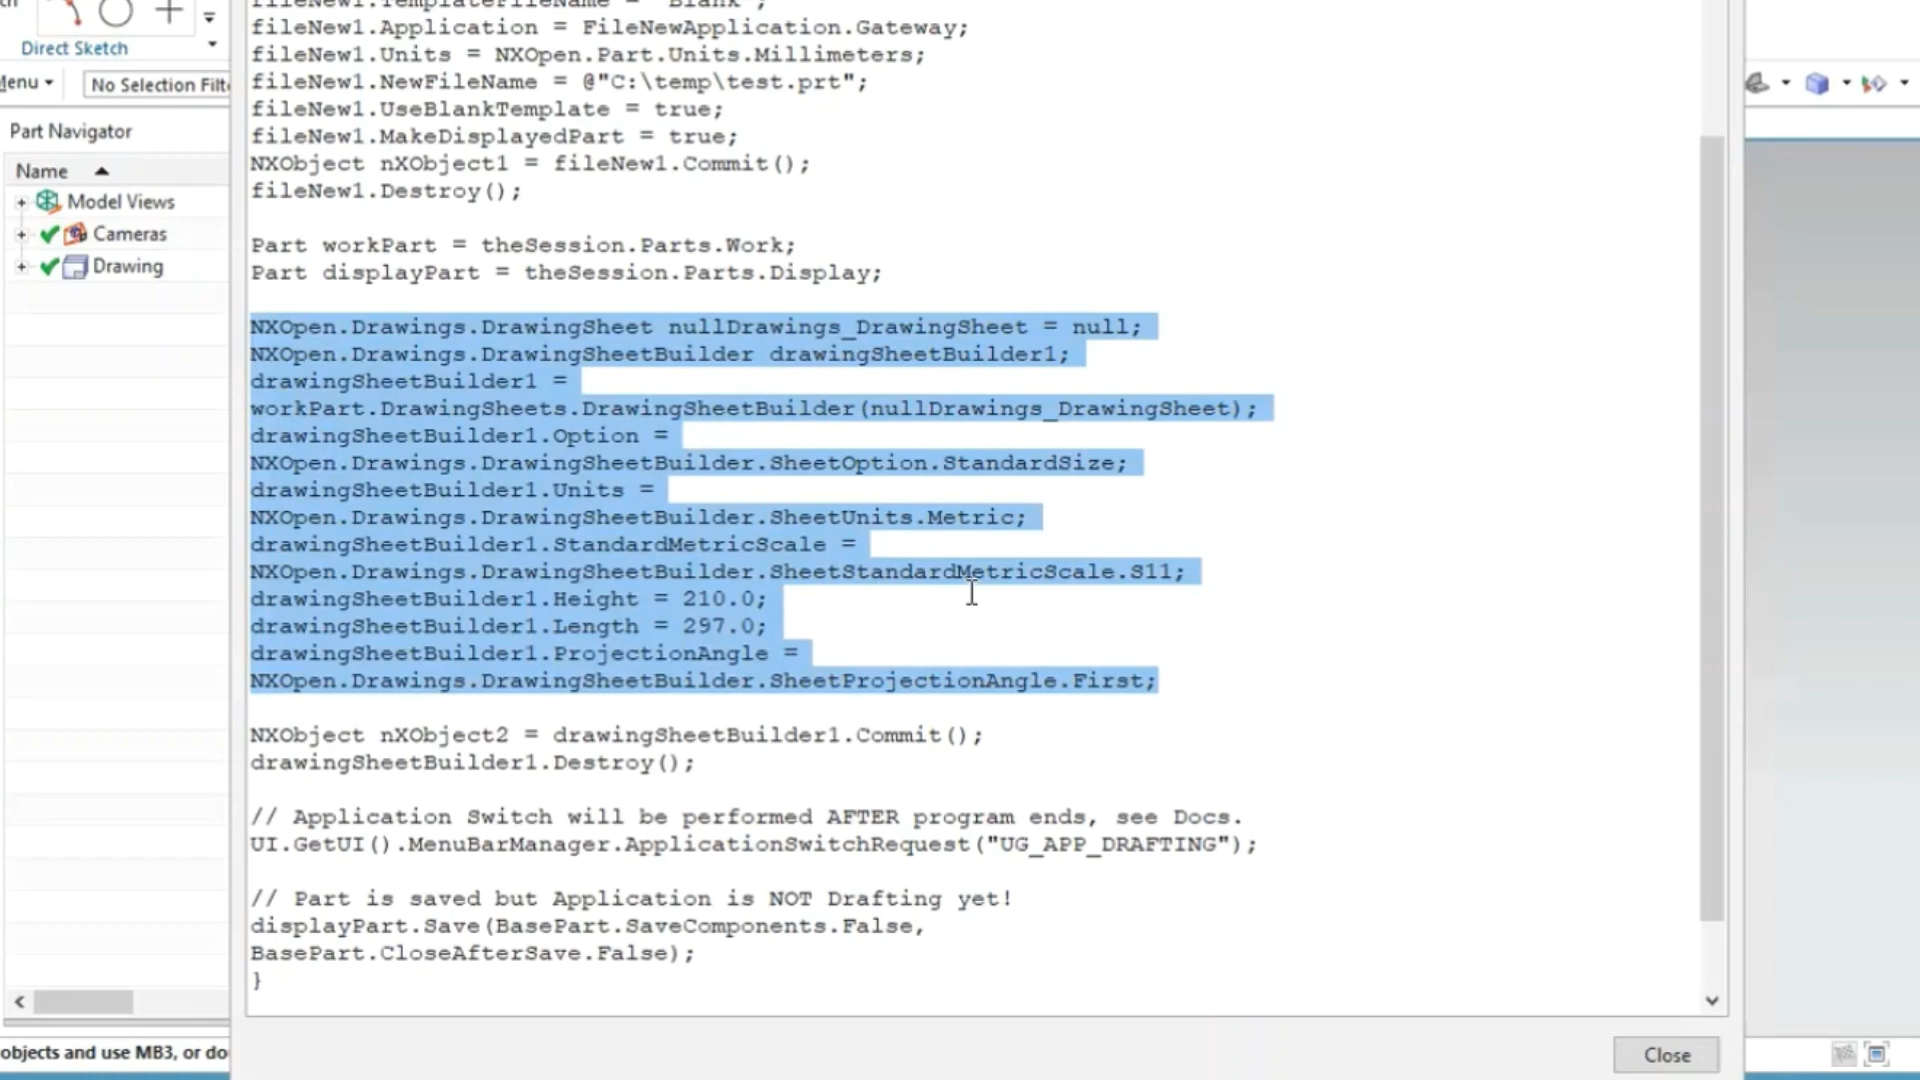 Direct Sketch
No Selection Filt
Part Navigator
Name
Model Views
Cameras
Drawing
fileNew1.TemplateFileName = "Blank";
fileNew1.Application = FileNewApplication.Gateway;
fileNew1.Units = NXOpen.Part.Units.Millimeters;
fileNew1.NewFileName = @"C:\temp\test.prt";
fileNew1.UseBlankTemplate = true;
fileNew1.MakeDisplayedPart = true;
NXObject nXObject1 = fileNew1.Commit();
fileNew1.Destroy();
Part workPart = theSession.Parts.Work;
Part displayPart = theSession.Parts.Display;
NXOpen.Drawings.DrawingSheet nullDrawings_DrawingSheet = null;
NXOpen.Drawings.DrawingSheetBuilder drawingSheetBuilder1;
drawingSheetBuilder1 =
workPart.DrawingSheets.DrawingSheetBuilder(nullDrawings_DrawingSheet);
drawingSheetBuilder1.Option =
NXOpen.Drawings.DrawingSheetBuilder.SheetOption.StandardSize;
drawingSheetBuilder1.Units =
NXOpen.Drawings.DrawingSheetBuilder.SheetUnits.Metric;
drawingSheetBuilder1.StandardMetricScale =
NXOpen.Drawings.DrawingSheetBuilder.SheetStandardMetricScale.S11;
drawingSheetBuilder1.Height = 210.0;
drawingSheetBuilder1.Length = 297.0;
drawingSheetBuilder1.ProjectionAngle =
NXOpen.Drawings.DrawingSheetBuilder.SheetProjectionAngle.First;
NXObject nXObject2 = drawingSheetBuilder1.Commit();
drawingSheetBuilder1.Destroy();
// Application Switch will be performed AFTER program ends, see Docs.
UI.GetUI().MenuBarManager.ApplicationSwitchRequest("UG_APP_DRAFTING");
// Part is saved but Application is NOT Drafting yet!
displayPart.Save(BasePart.SaveComponents.False,
BasePart.CloseAfterSave.False);
}
objects and use MB3, or do
Close